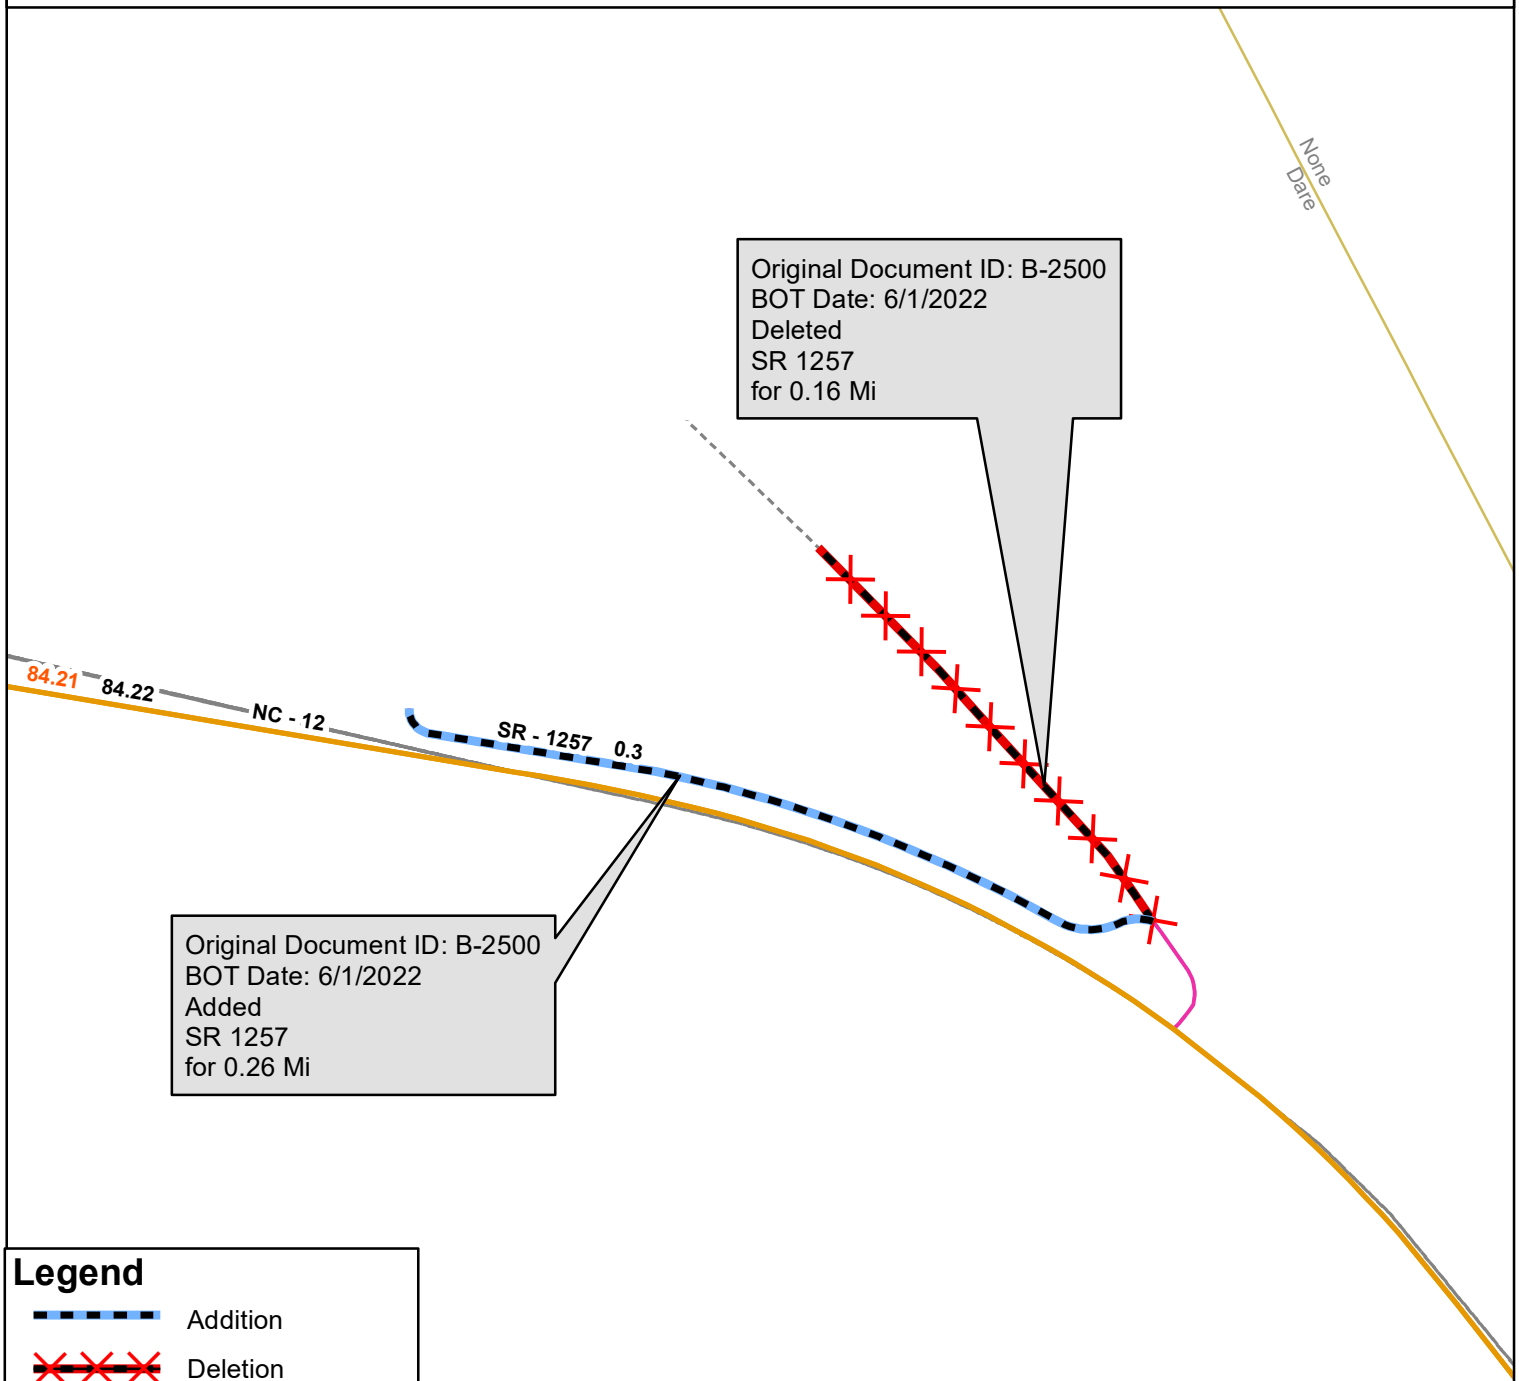 None
Dare
Original Document ID: B-2500
BOT Date: 6/1/2022
Deleted
SR 1257
for 0.16 Mi
84.21 84.22
NC - 12
SR - 1257 0.3
Original Document ID: B-2500
BOT Date: 6/1/2022
Added
SR 1257
for 0.26 Mi
Legend
Addition
Deletion